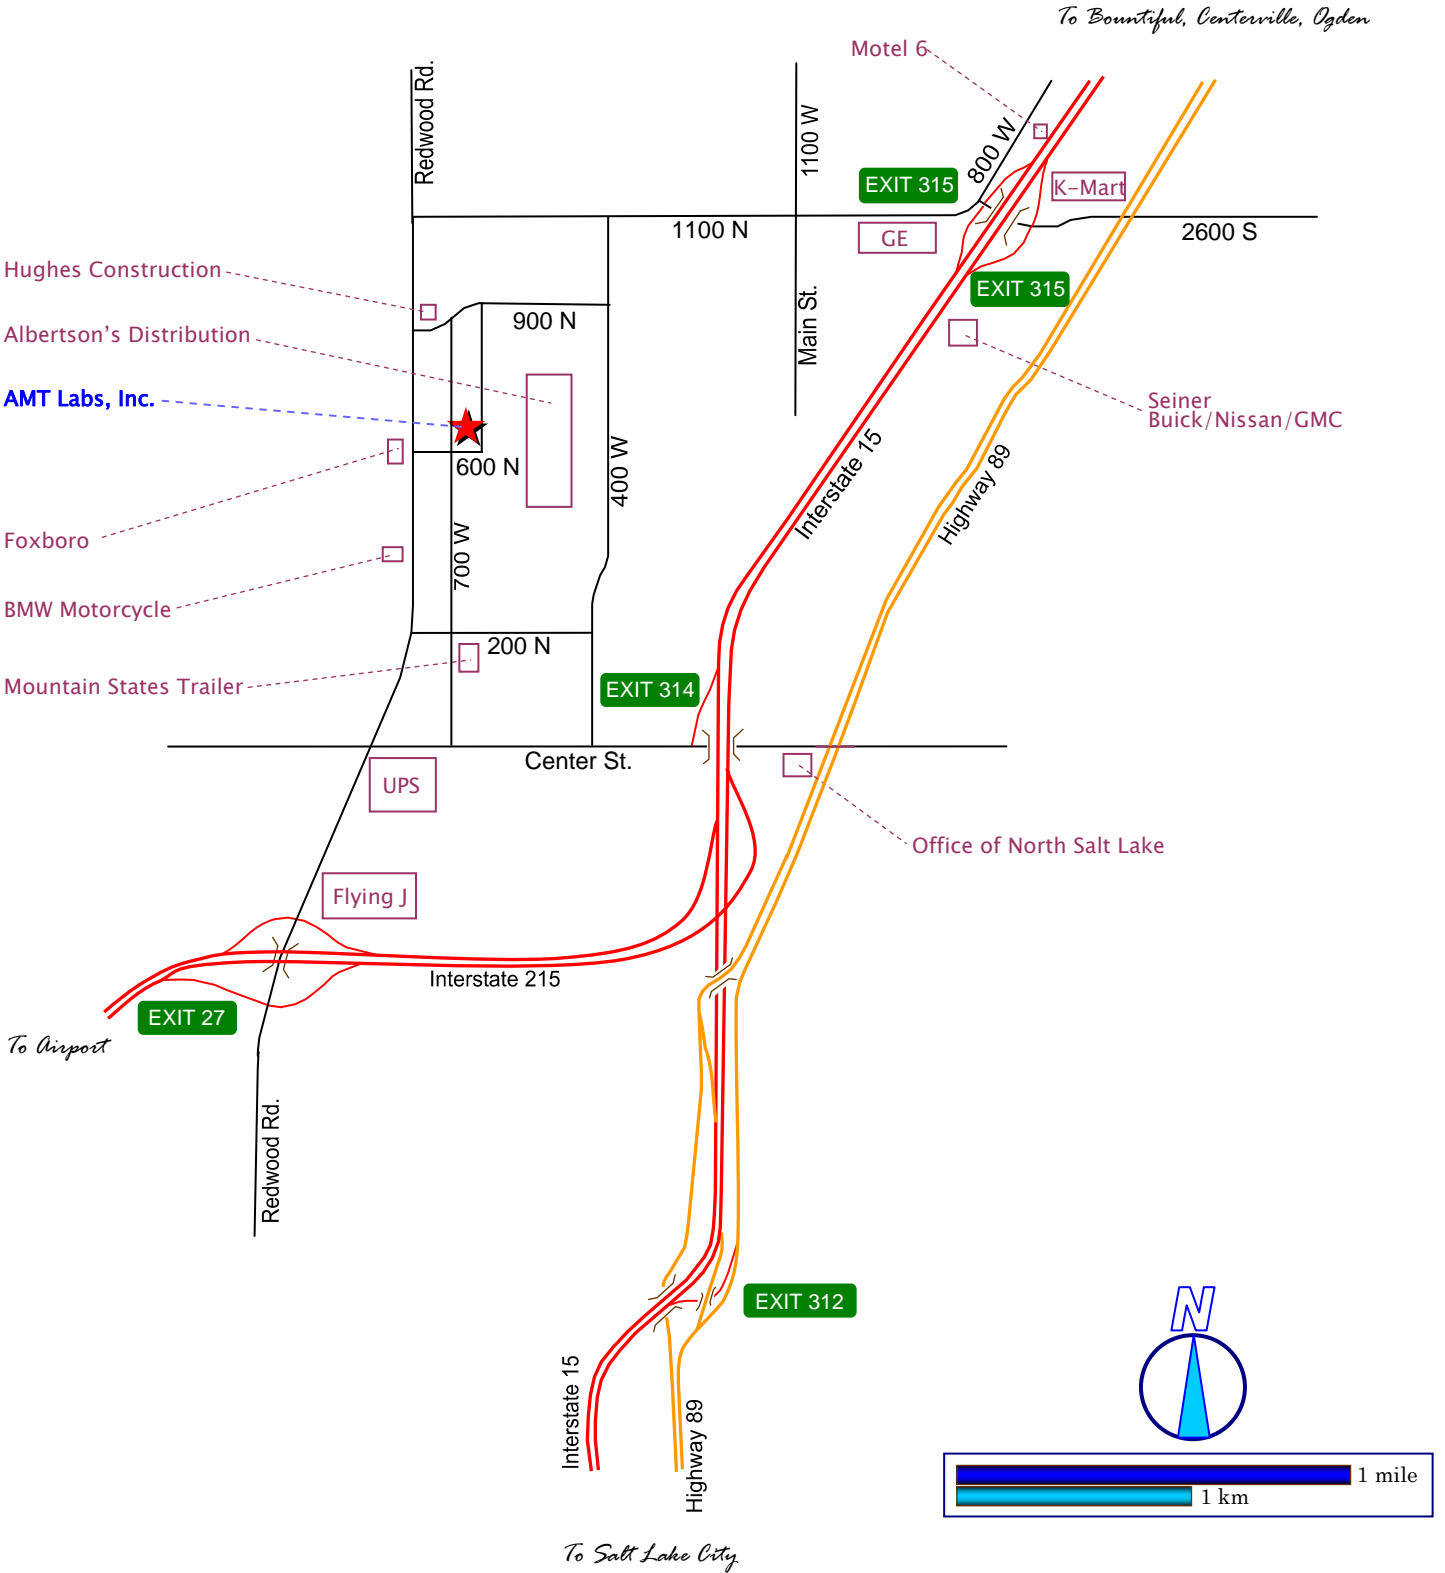 To Bountiful, Centerville, Ogden
Motel 6
Redwood Rd.
1100 W
800 W
EXIT 315
K-Mart
1100 N
GE
2600 S
Hughes Construction
EXIT 315
900 N
Main St.
Albertson's Distribution
AMT Labs, Inc.
Seiner
Buick/Nissan/GMC
600 N
400 W
Interstate 15
Highway 89
Foxboro
700 W
BMW Motorcycle
200 N
Mountain States Trailer
EXIT 314
Center St.
UPS
Office of North Salt Lake
Flying J
Interstate 215
EXIT 27
To Airport
Redwood Rd.
EXIT 312
N
Interstate 15
Highway 89
1 mile
1 km
To Salt Lake City